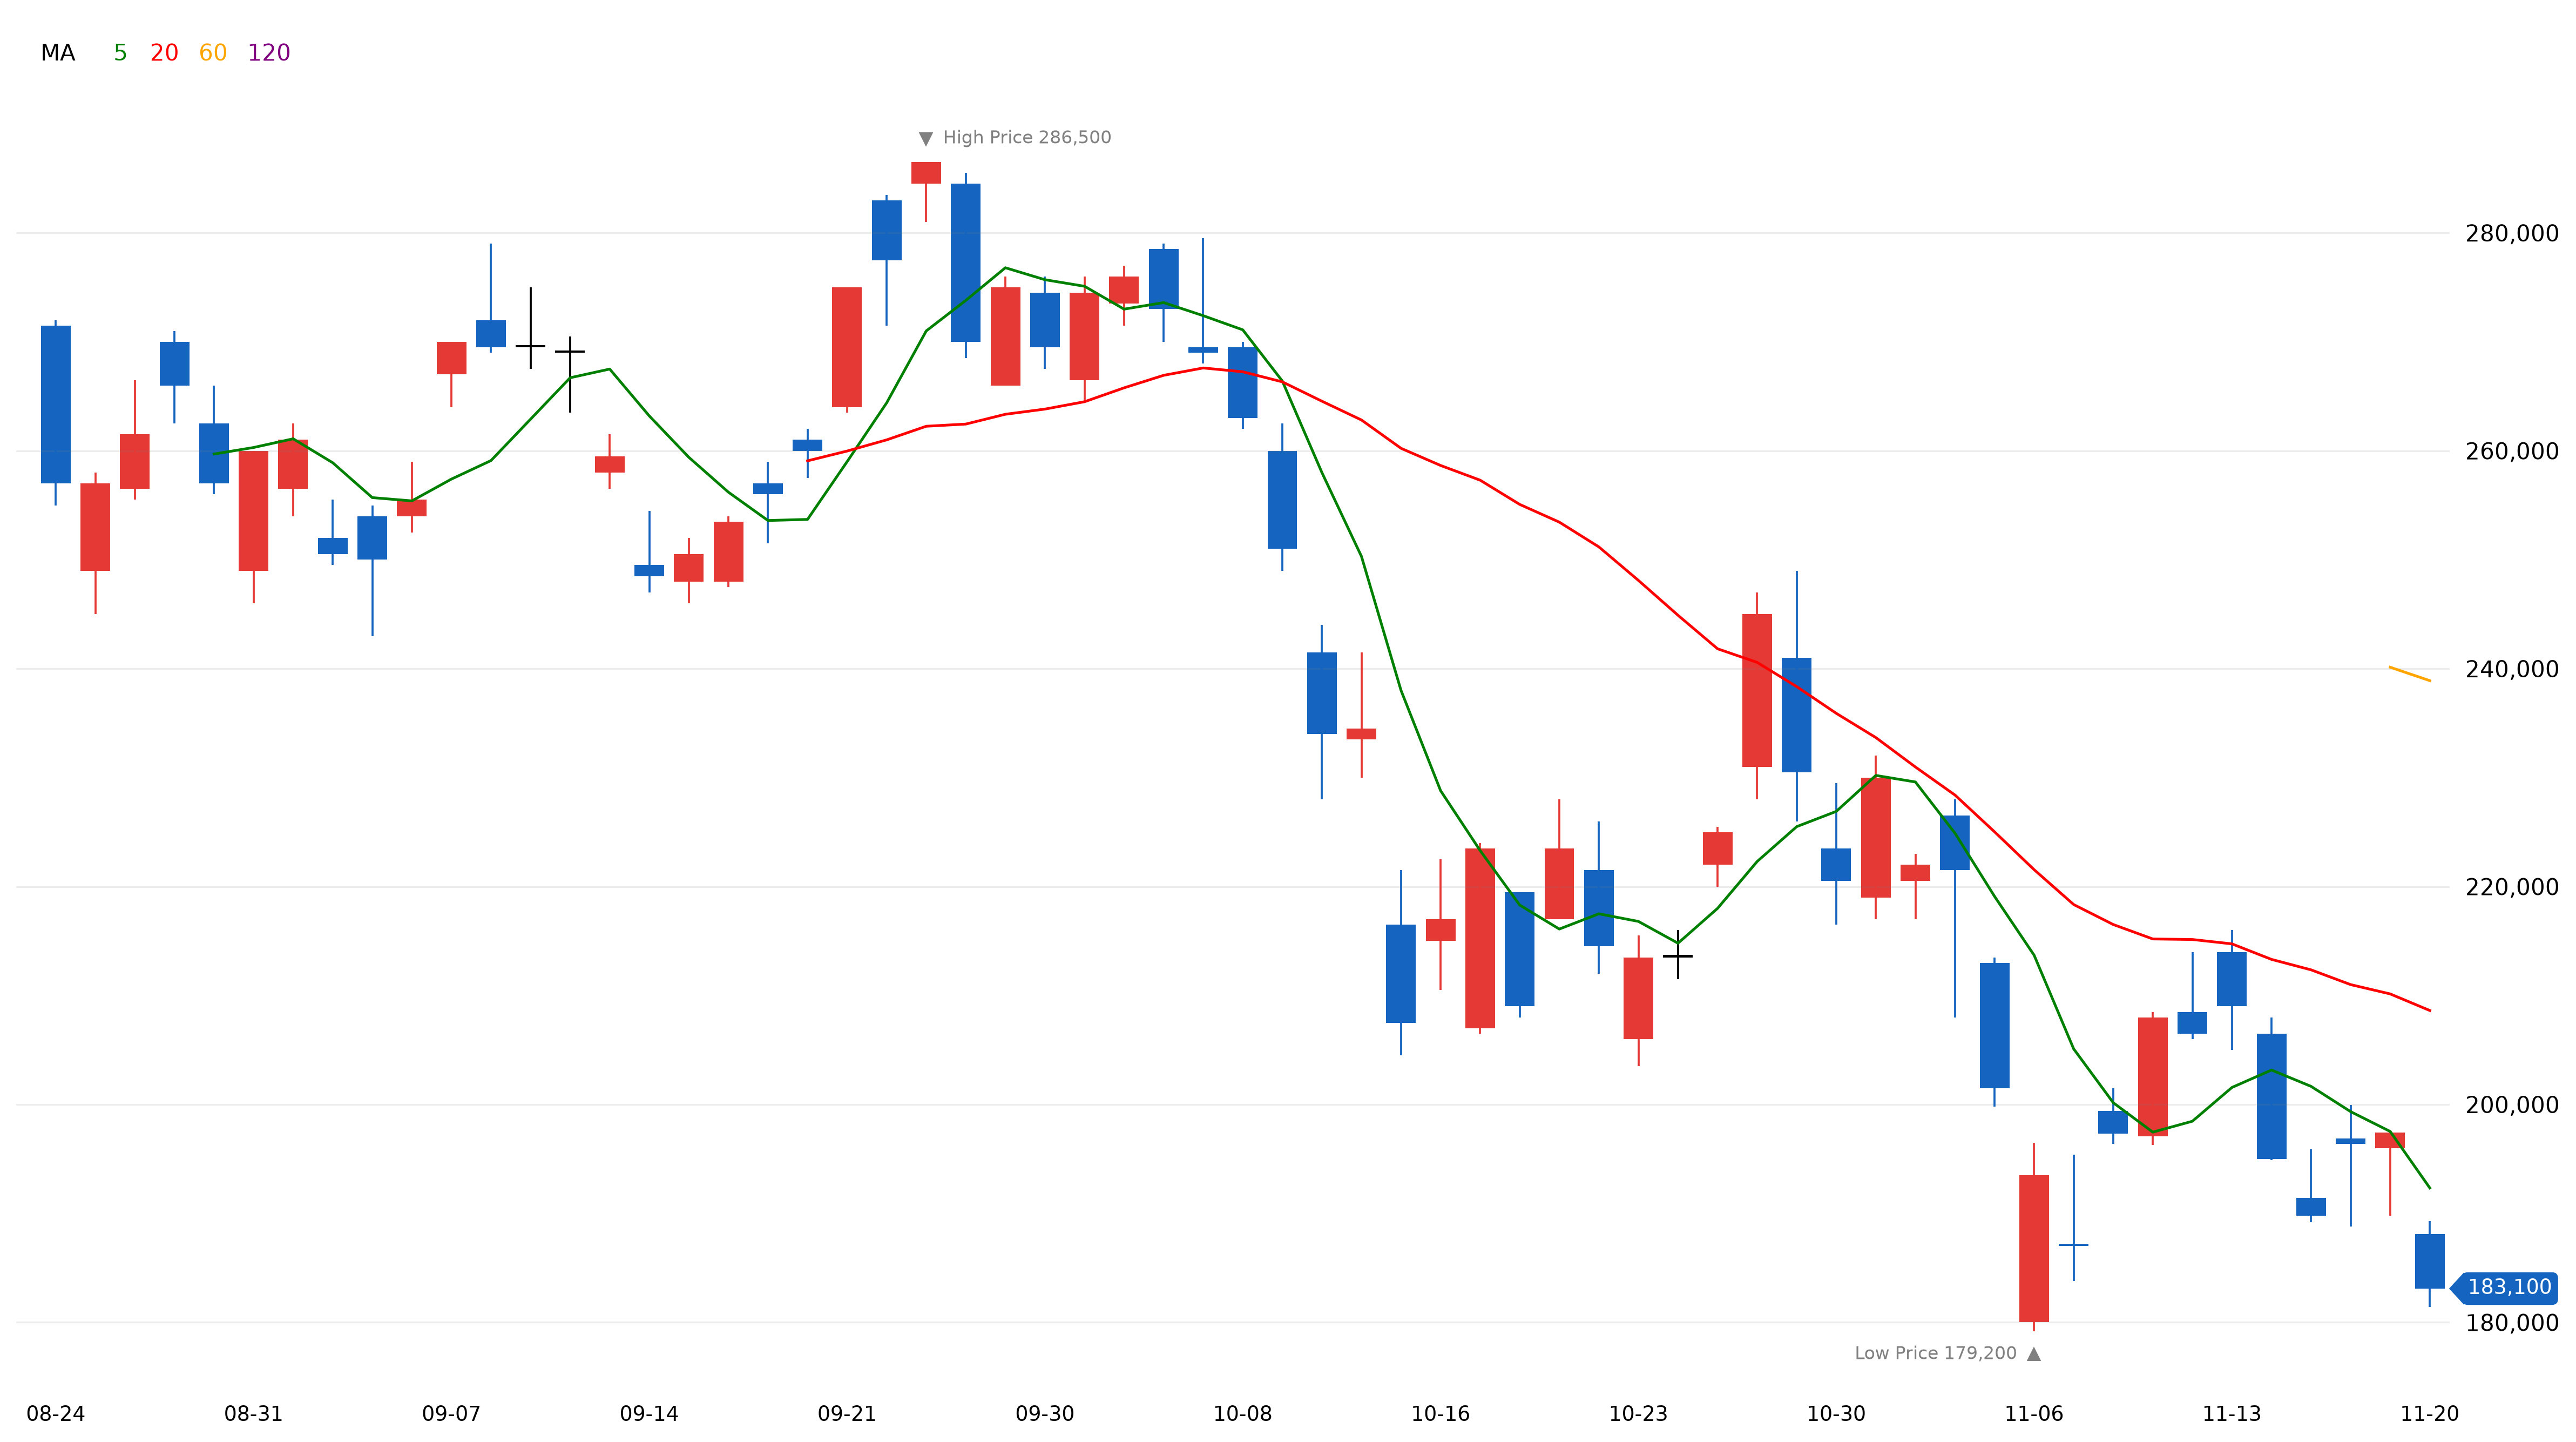 MA 5 20 60 120
▼ High Price 286,500
280,000
260,000
240,000
220,000
200,000
183,100
180,000
Low Price 179,200 ▲
08-24 08-31 09-07 09-14 09-21 09-30 10-08 10-16 10-23 10-30 11-06 11-13 11-20